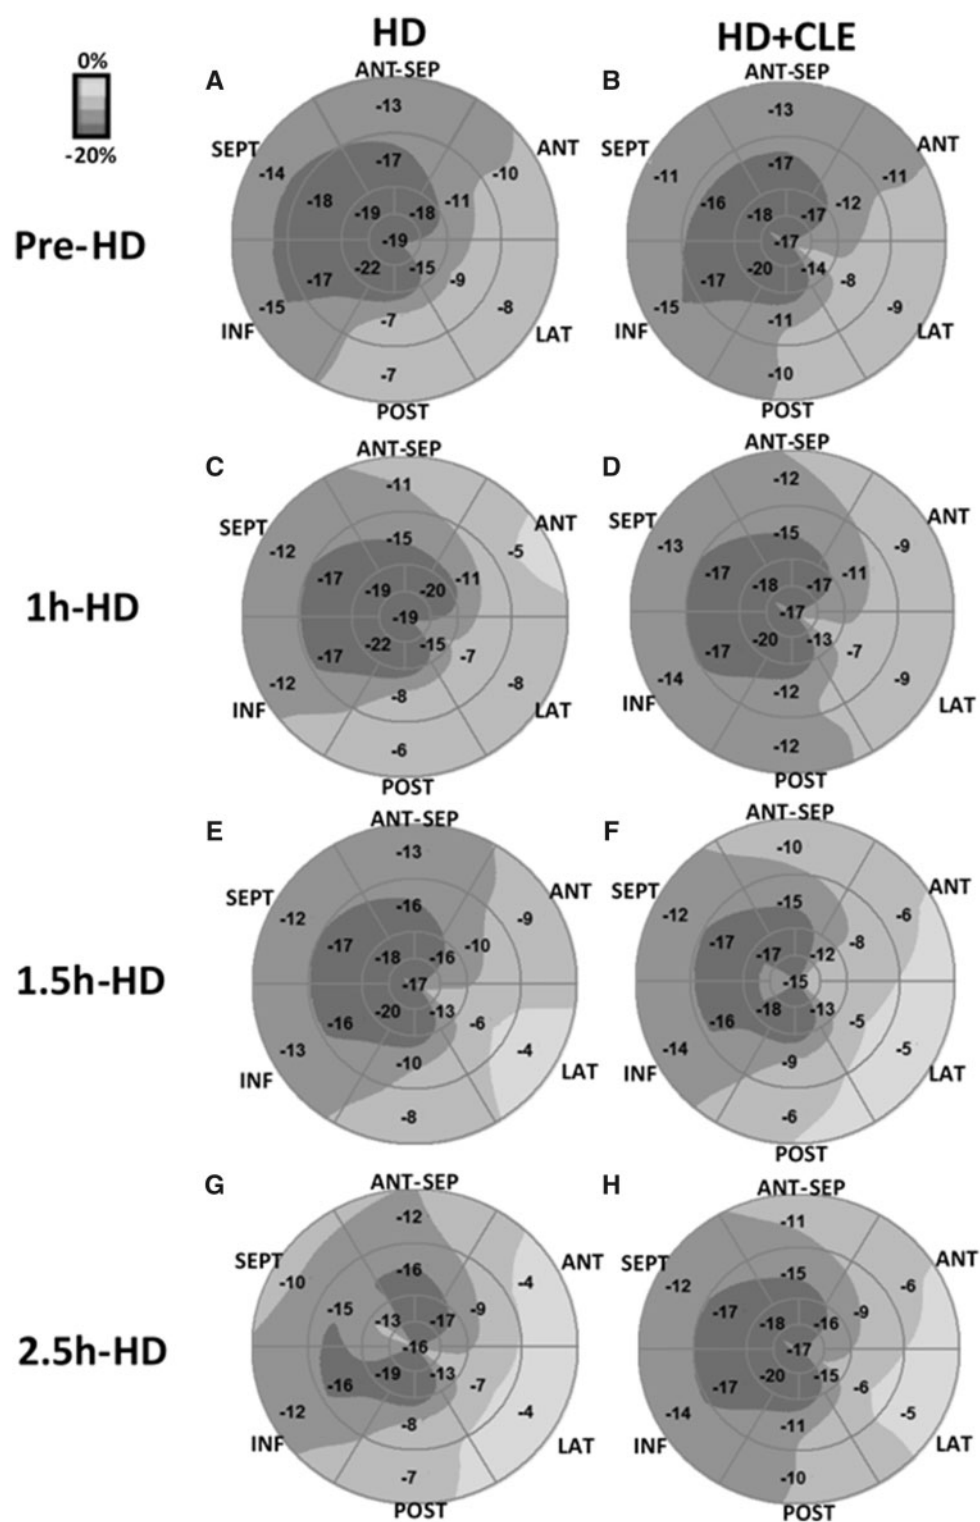 HD
HD+CLE
0%
-20%
Pre-HD
A
ANT-SEP
-13
SEPT
-14
-17
ANT
-10
-18
-19
-18
-11
-19
-17
-22
-15
-9
-15
-7
-8
INF
LAT
-7
POST
B
ANT-SEP
-13
SEPT
-11
-17
ANT
-11
-16
-18
-17
-12
-17
-17
-20
-14
-8
-15
-11
-9
INF
LAT
-10
POST
1h-HD
C
ANT-SEP
-11
SEPT
-12
-15
ANT
-5
-17
-19
-20
-11
-19
-17
-22
-15
-7
-12
-8
-8
INF
LAT
-6
POST
D
ANT-SEP
-12
SEPT
-13
-15
ANT
-9
-17
-18
-17
-11
-17
-17
-20
-13
-7
-14
-12
-9
INF
LAT
-12
POST
1.5h-HD
E
ANT-SEP
-13
SEPT
-12
-16
ANT
-9
-17
-18
-16
-10
-17
-16
-20
-13
-6
-13
-10
-4
INF
LAT
-8
F
ANT-SEP
-10
SEPT
-12
-15
ANT
-6
-17
-17
-12
-8
-15
-16
-18
-13
-5
-14
-9
-5
INF
LAT
-6
POST
2.5h-HD
G
ANT-SEP
-12
SEPT
-10
-16
ANT
-4
-15
-13
-17
-9
-16
-16
-19
-13
-7
-12
-8
-4
INF
LAT
-7
POST
H
ANT-SEP
-11
SEPT
-12
-15
ANT
-6
-17
-18
-16
-9
-17
-17
-20
-15
-6
-14
-11
-5
INF
LAT
-10
POST